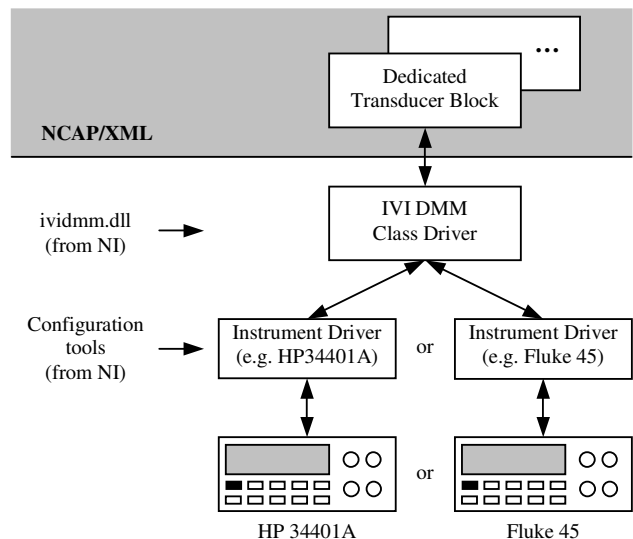 ...
Dedicated
Transducer Block
NCAP/XML
ividmm.dll
(from NI)
IVI DMM
Class Driver
Configuration
tools
(from NI)
Instrument Driver
(e.g. HP34401A)
or
Instrument Driver
(e.g. Fluke 45)
or
HP 34401A
Fluke 45